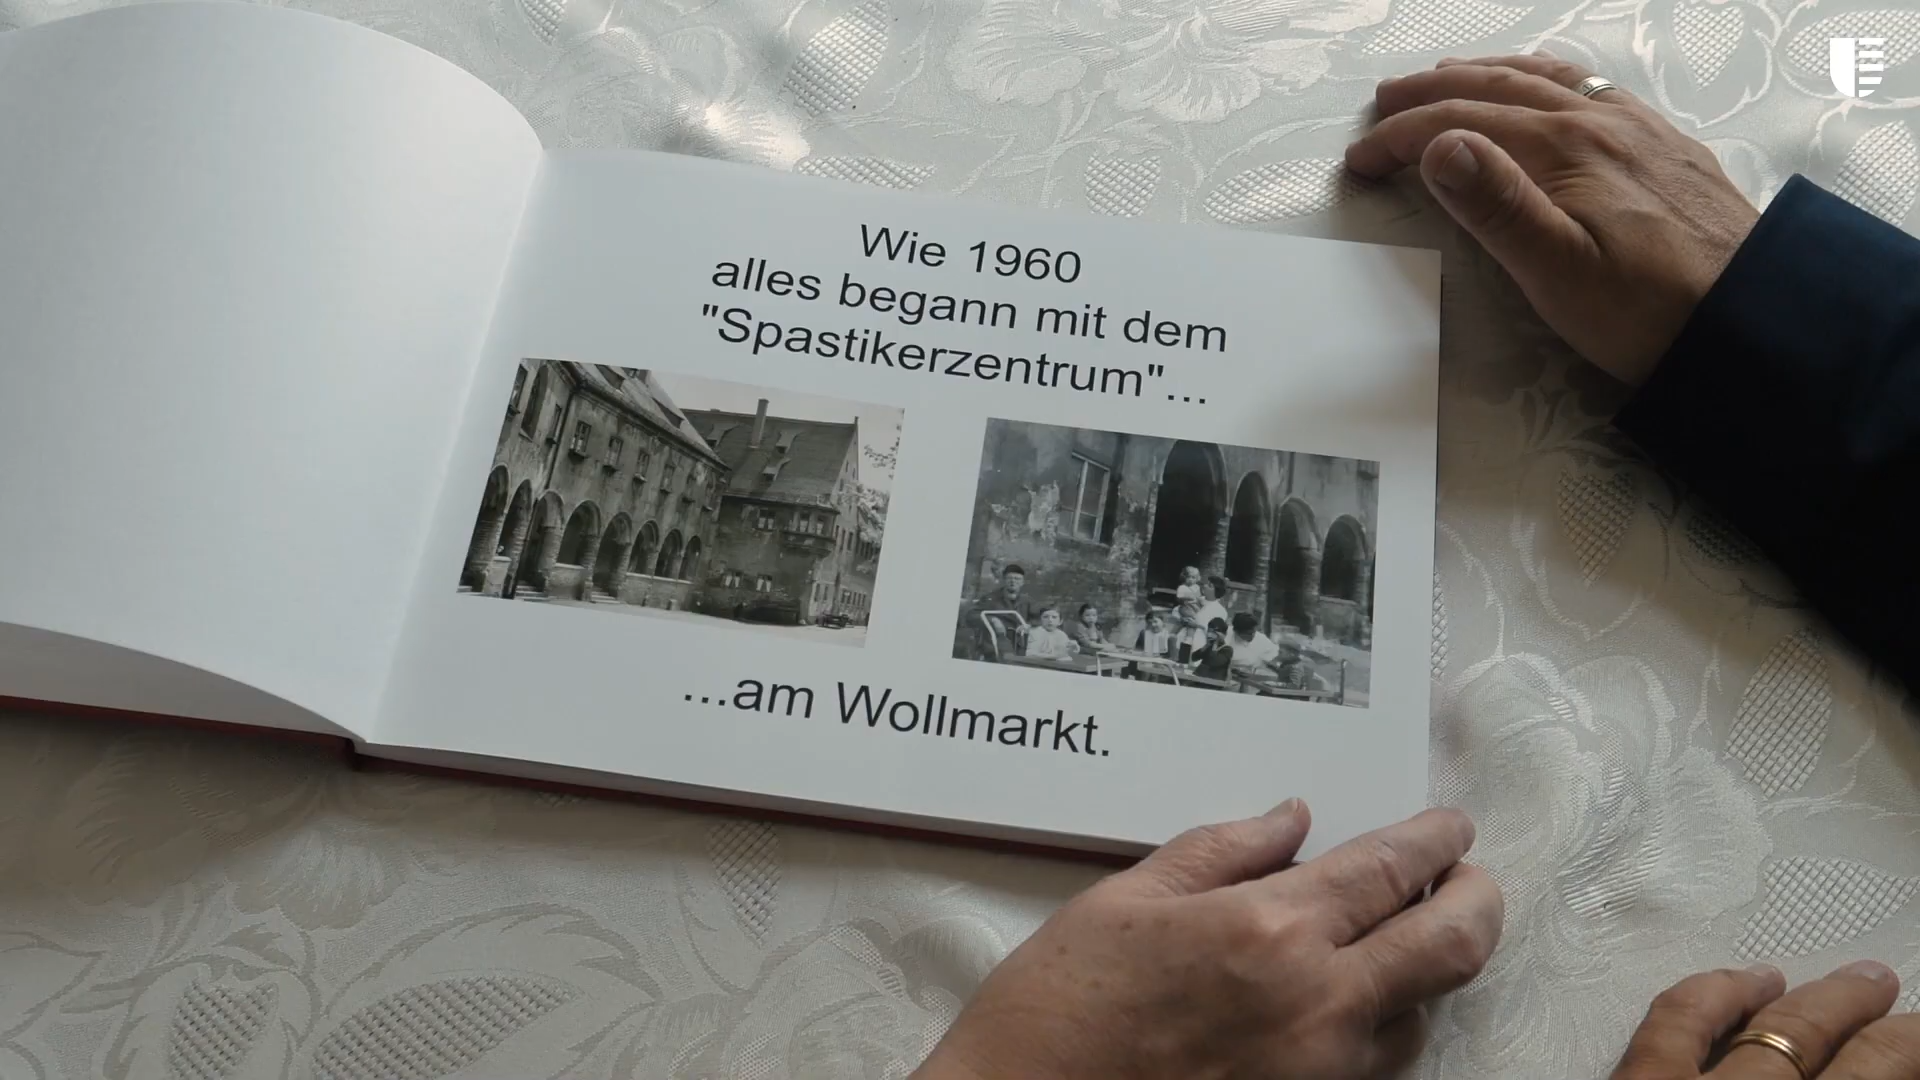 Wie 1960
alles begann mit dem
"Spastikerzentrum"...
...am Wollmarkt.